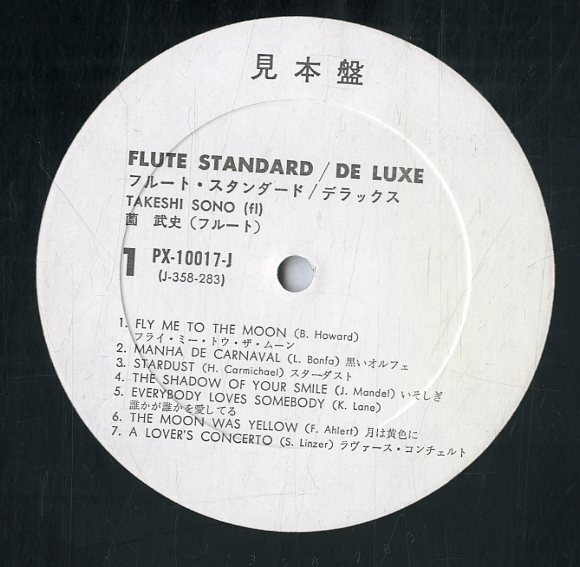 見本盤
FLUTE STANDARD / DE LUXE
フルート・スタンダード/デラックス
TAKESHI SONO (fl)
薗 武史 (フルート)
1 PX-10017-J
(J-358-283)
1. FLY ME TO THE MOON (B. Howard)
フライ・ミー・トウ・ザ・ムーン
2. MANHA DE CARNAVAL (L. Bonfa) 黒いオルフェ
3. STARDUST (H. Carmichael) スターダスト
4. THE SHADOW OF YOUR SMILE (J. Mandel) いそしぎ
5. EVERYBODY LOVES SOMEBODY (K. Lane)
誰かが誰かを愛してる
6. THE MOON WAS YELLOW (F. Ahlert) 月は黄色に
7. A LOVER'S CONCERTO (S. Linzer) ラヴァース・コンチェルト